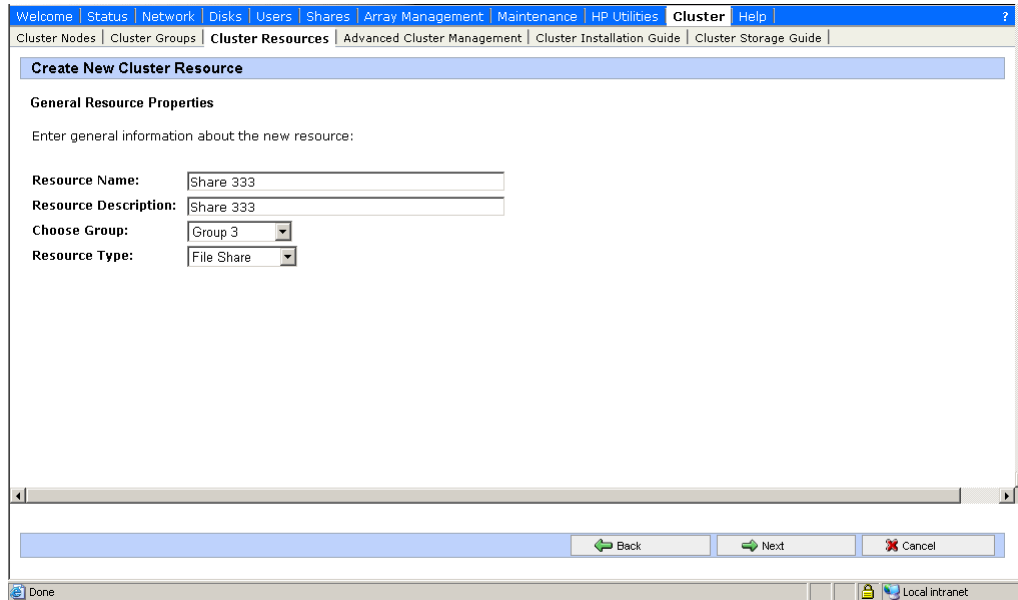 Welcome | Status | Network | Disks | Users | Shares | Array Management | Maintenance | HP Utilities | Cluster | Help | ?
Cluster Nodes | Cluster Groups | Cluster Resources | Advanced Cluster Management | Cluster Installation Guide | Cluster Storage Guide |
Create New Cluster Resource
General Resource Properties
Enter general information about the new resource:
Resource Name: Share 333
Resource Description: Share 333
Choose Group: Group 3
Resource Type: File Share
Back Next Cancel
Done Local intranet